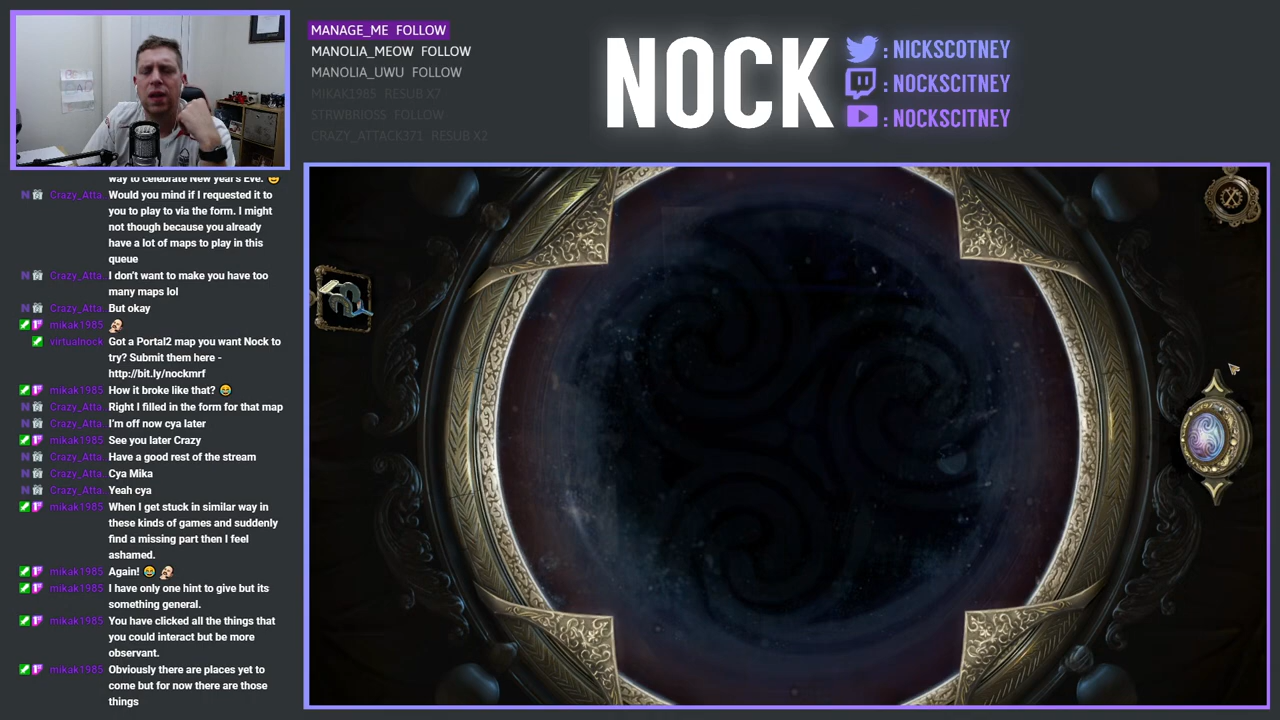 MANAGE_ME FOLLOW
MANOLIA_MEOW FOLLOW
MANOLIA_UWU FOLLOW
MIKAK1985 RESUB X7
STRWBRIOSS FOLLOW
CRAZY_ATTACK371 RESUB X2
NOCK
: NICKSCOTNEY
: NOCKSCITNEY
: NOCKSCITNEY
way to celebrate New year's Eve.
Crazy_Atta: Would you mind if I requested it to
you to play to via the form. I might
not though because you already
have a lot of maps to play in this
queue
Crazy_Atta: I don't want to make you have too
many maps lol
Crazy_Atta: But okay
mikak1985
virtualnock Got a Portal2 map you want Nock to
try? Submit them here -
http://bit.ly/nockmrf
mikak1985 How it broke like that? 😂
Crazy_Atta: Right I filled in the form for that map
Crazy_Atta: I'm off now cya later
mikak1985 See you later Crazy
Crazy_Atta: Have a good rest of the stream
Crazy_Atta: Cya Mika
Crazy_Atta: Yeah cya
mikak1985 When I get stuck in similar way in
these kinds of games and suddenly
find a missing part then I feel
ashamed.
mikak1985 Again! 😂
mikak1985 I have only one hint to give but its
something general.
mikak1985 You have clicked all the things that
you could interact but be more
observant.
mikak1985 Obviously there are places yet to
come but for now there are those
things